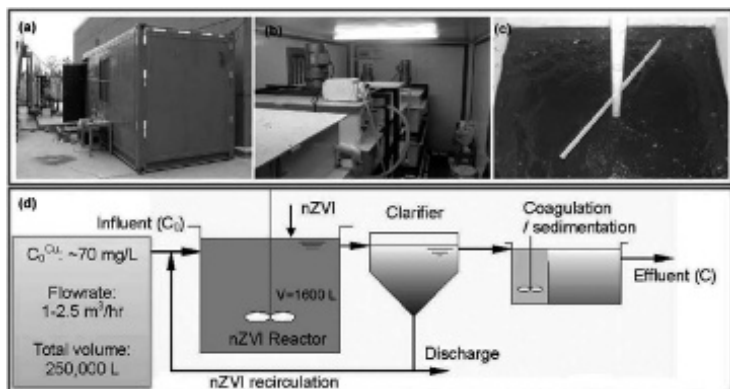 (a)
(b)
(c)
(d)
nZVI
Clarifier
Coagulation
/ sedimentation
Influent (C₀)
C₀ᶜᵘ: ~70 mg/L
Flowrate:
1-2.5 m³/hr
Total volume:
250,000 L
V=1600 L
nZVI Reactor
Effluent (C)
Discharge
nZVI recirculation